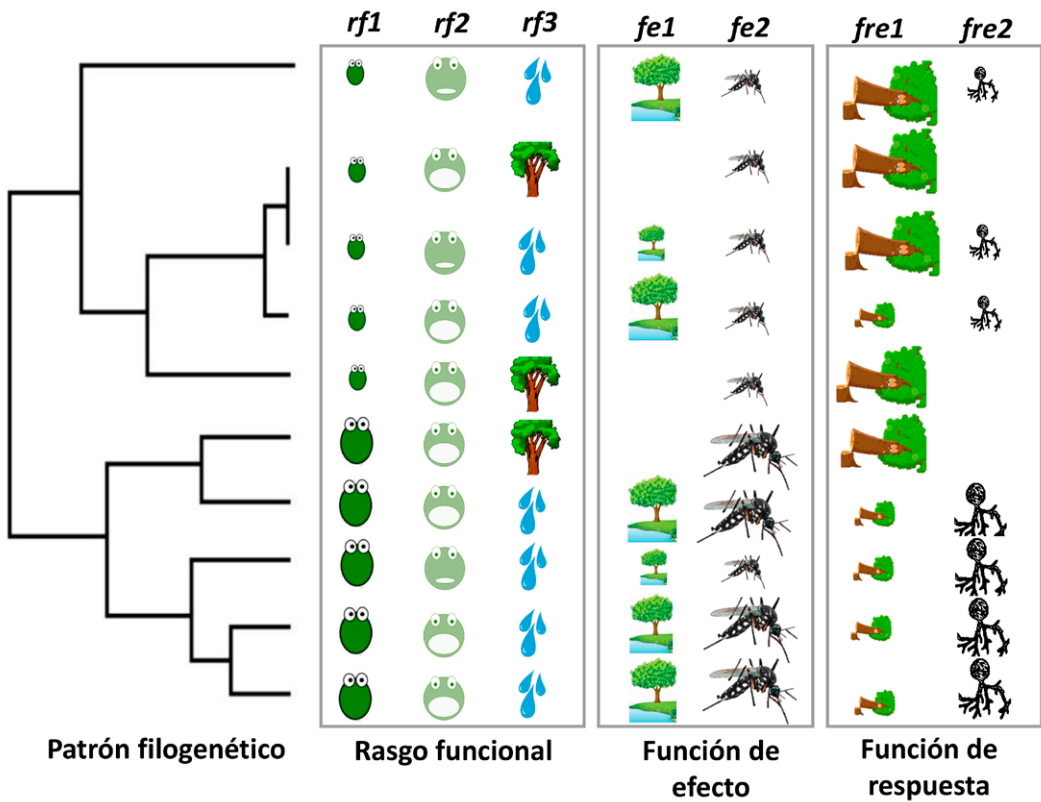 rf1 rf2 rf3 fe1 fe2 fre1 fre2
Patrón filogenético
Rasgo funcional
Función de
efecto
Función de
respuesta